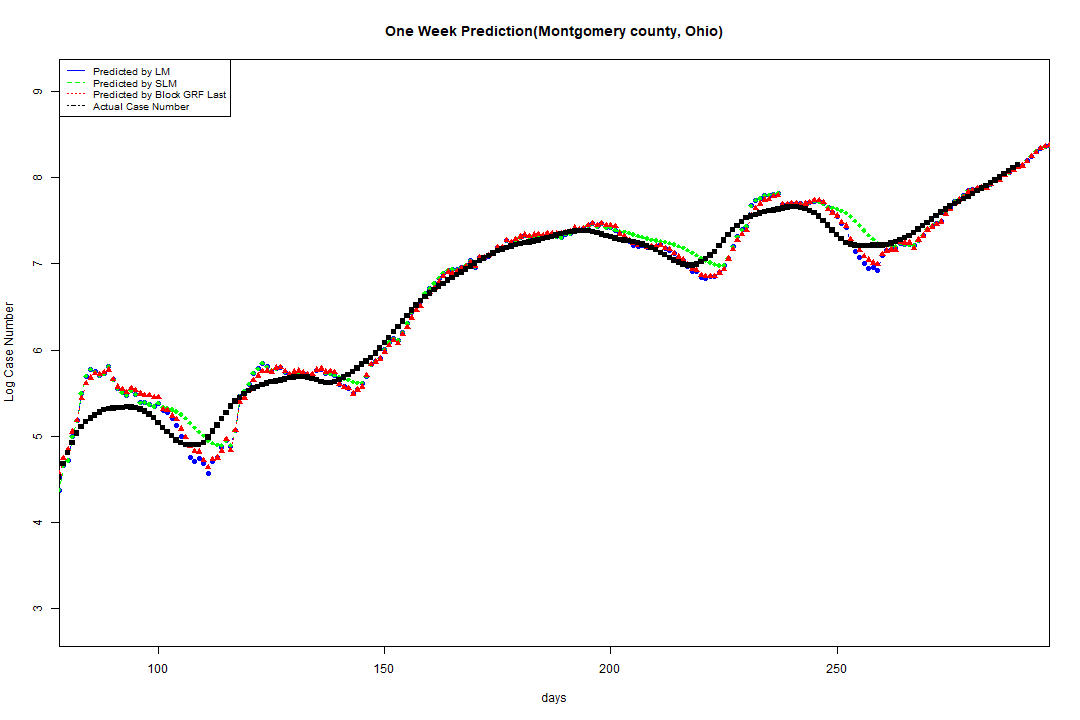 One Week Prediction(Montgomery county, Ohio)
Predicted by LM
Predicted by SLM
Predicted by Block GRF Last
Actual Case Number
9
8
7
6
5
4
3
Log Case Number
100 150 200 250
days